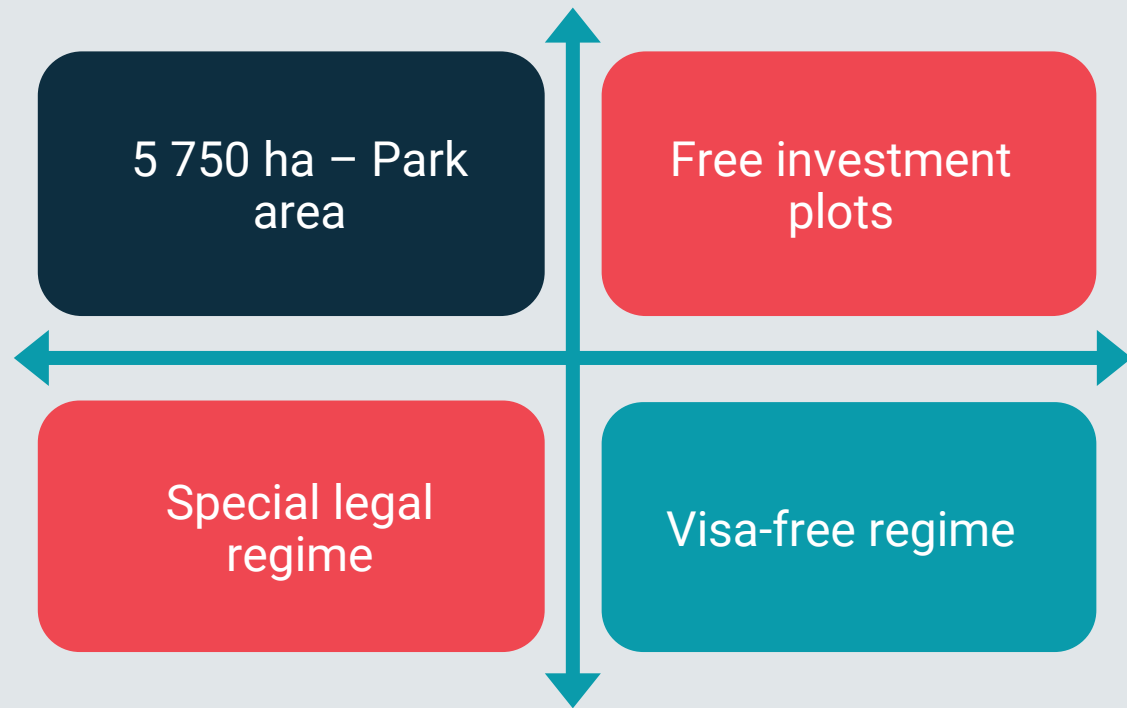 5 750 ha – Park
area
Free investment
plots
Special legal
regime
Visa-free regime